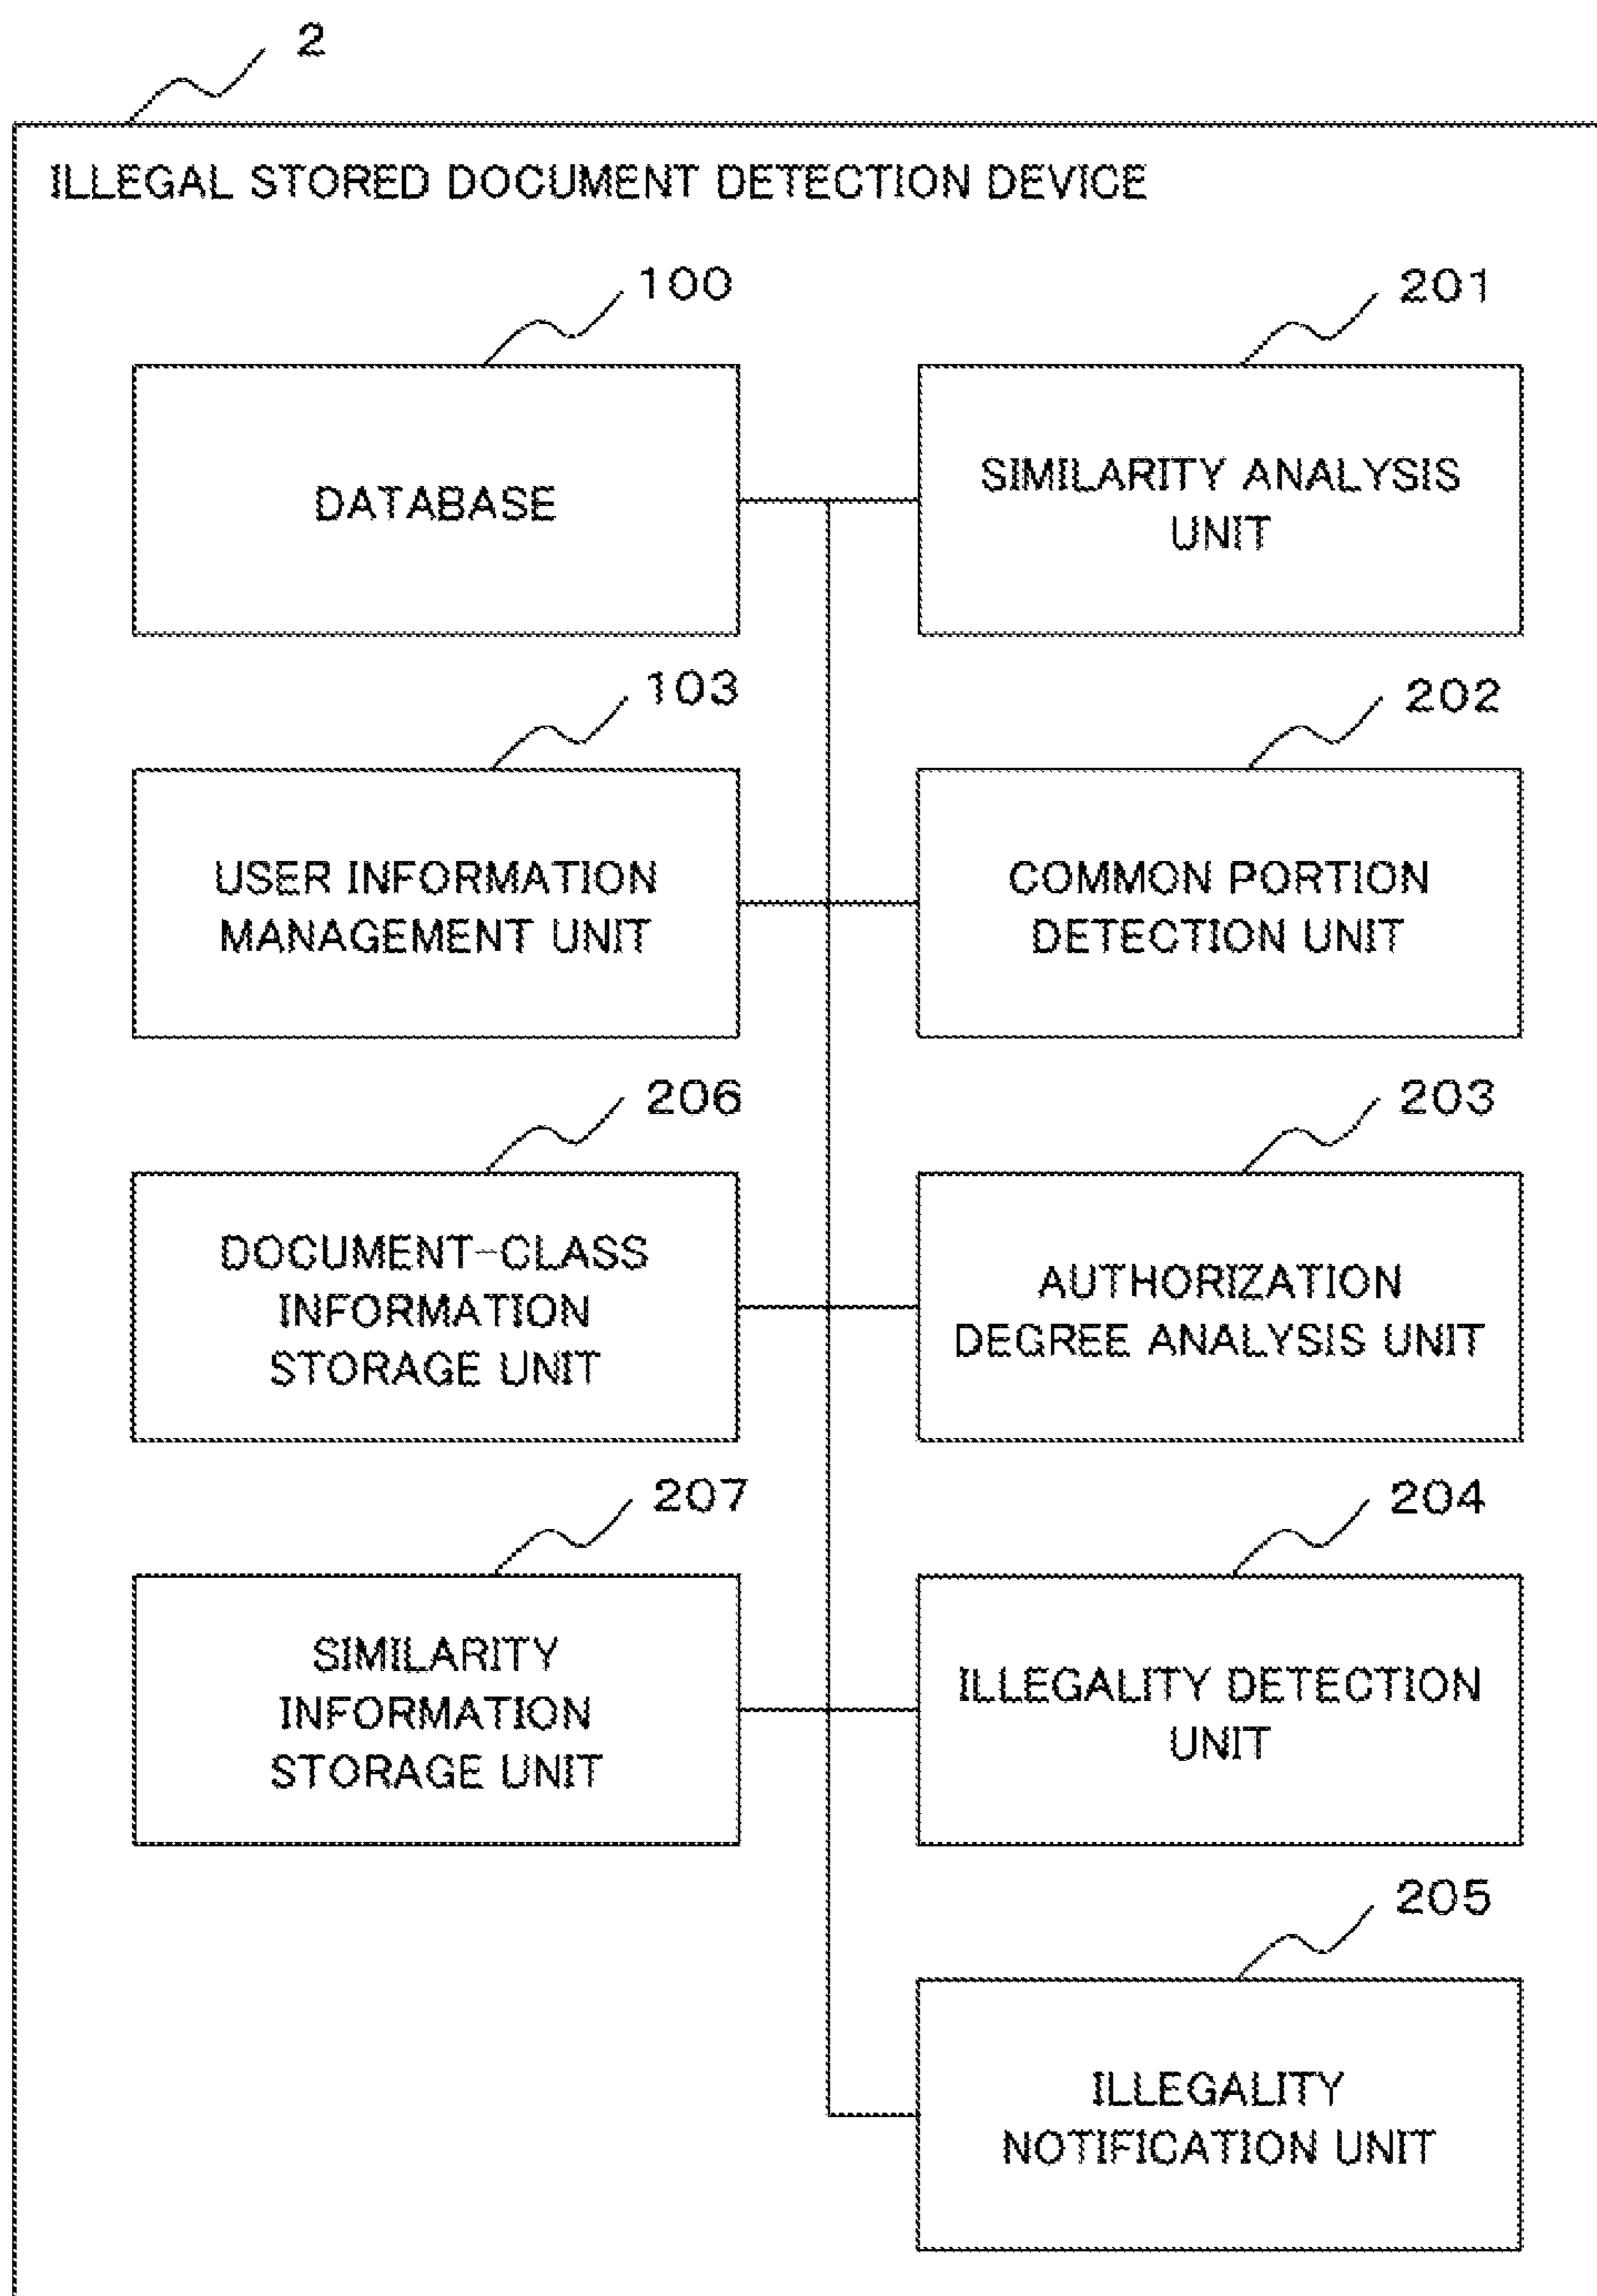 2
ILLEGAL STORED DOCUMENT DETECTION DEVICE
100
DATABASE
201
SIMILARITY ANALYSIS
UNIT
103
USER INFORMATION
MANAGEMENT UNIT
202
COMMON PORTION
DETECTION UNIT
206
DOCUMENT-CLASS
INFORMATION
STORAGE UNIT
203
AUTHORIZATION
DEGREE ANALYSIS UNIT
207
SIMILARITY
INFORMATION
STORAGE UNIT
204
ILLEGALITY DETECTION
UNIT
205
ILLEGALITY
NOTIFICATION UNIT